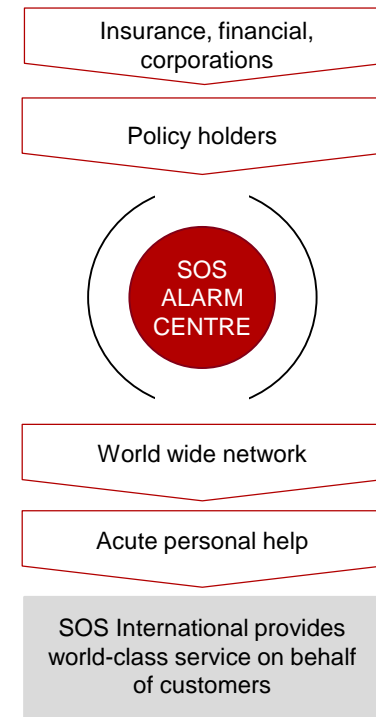 Insurance, financial,
corporations
Policy holders
SOS
ALARM
CENTRE
World wide network
Acute personal help
SOS International provides
world-class service on behalf
of customers